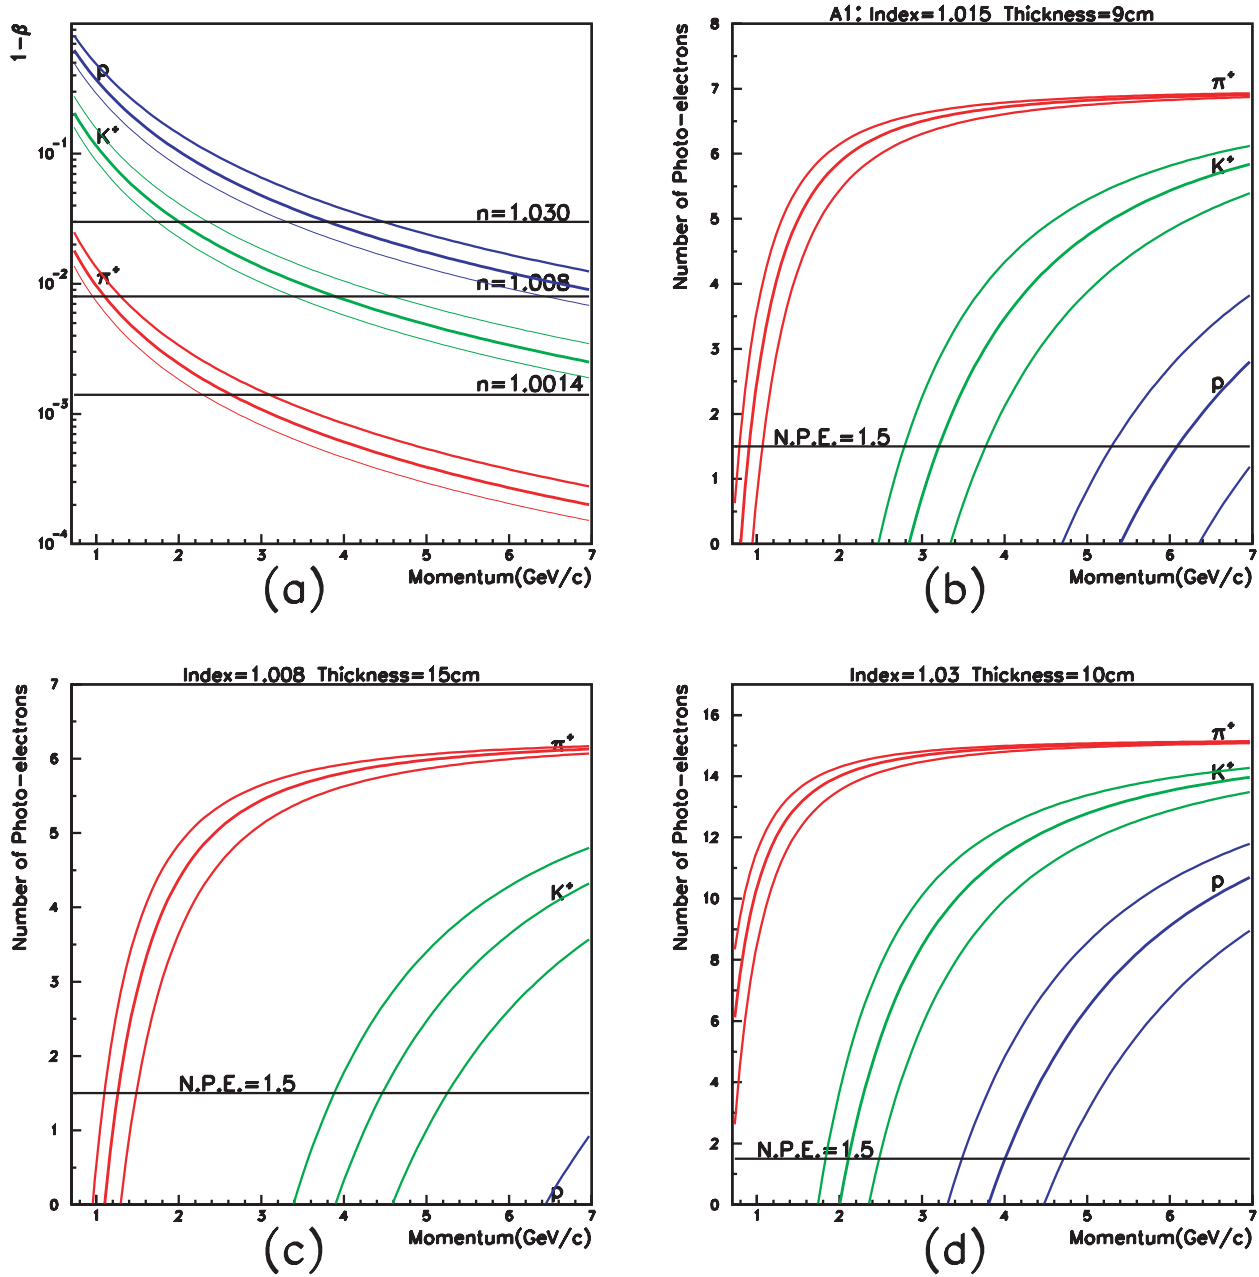 1-β
p
K+
10-1
n=1.030
10-2
π+
n=1.008
n=1.0014
10-3
10-4
1 2 3 4 5 6 7
Momentum(GeV/c)
(a)
A1: Index=1.015 Thickness=9cm
Number of Photo-electrons
8
7
6
5
4
3
2
1
0
π+
K+
p
N.P.E.=1.5
1 2 3 4 5 6 7
Momentum(GeV/c)
(b)
Index=1.008 Thickness=15cm
Number of Photo-electrons
7
6
5
4
3
2
1
0
π+
K+
N.P.E.=1.5
p
1 2 3 4 5 6 7
Momentum(GeV/c)
(c)
Index=1.03 Thickness=10cm
Number of Photo-electrons
16
14
12
10
8
6
4
2
0
π+
K+
p
N.P.E.=1.5
1 2 3 4 5 6 7
Momentum(GeV/c)
(d)